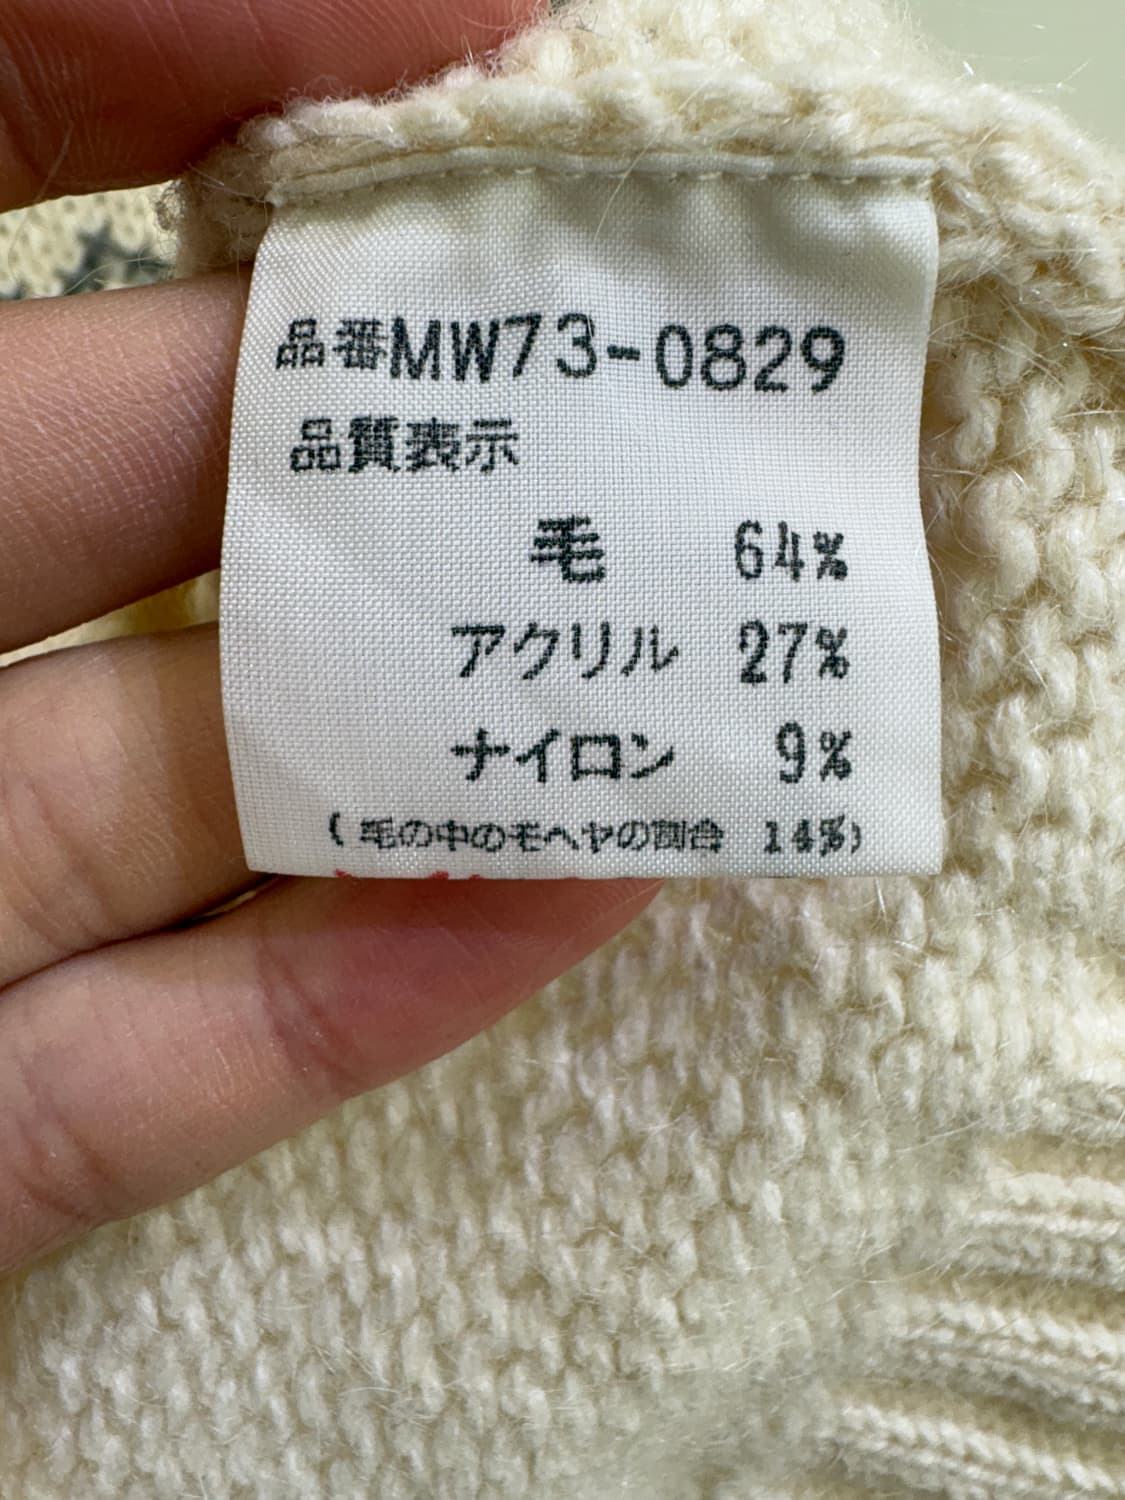 品番MW73-0829
品質表示
毛 64%
アクリル 27%
ナイロン 9%
(毛の中のモヘヤの割合 14%)